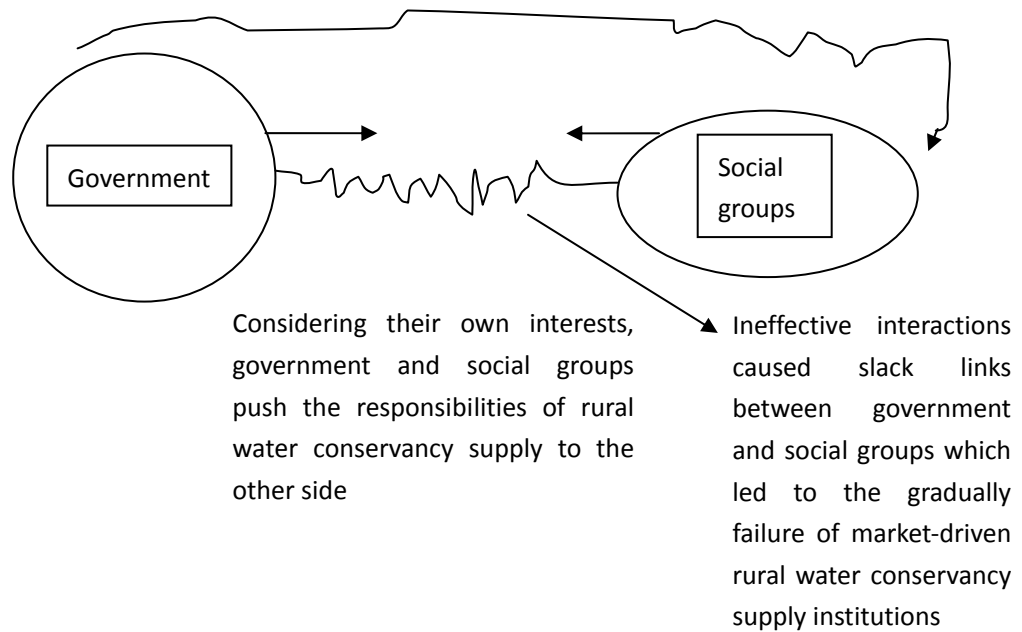 Government
Social
groups
Considering their own interests,
government and social groups
push the responsibilities of rural
water conservancy supply to the
other side
Ineffective interactions
caused slack links
between government
and social groups which
led to the gradually
failure of market-driven
rural water conservancy
supply institutions